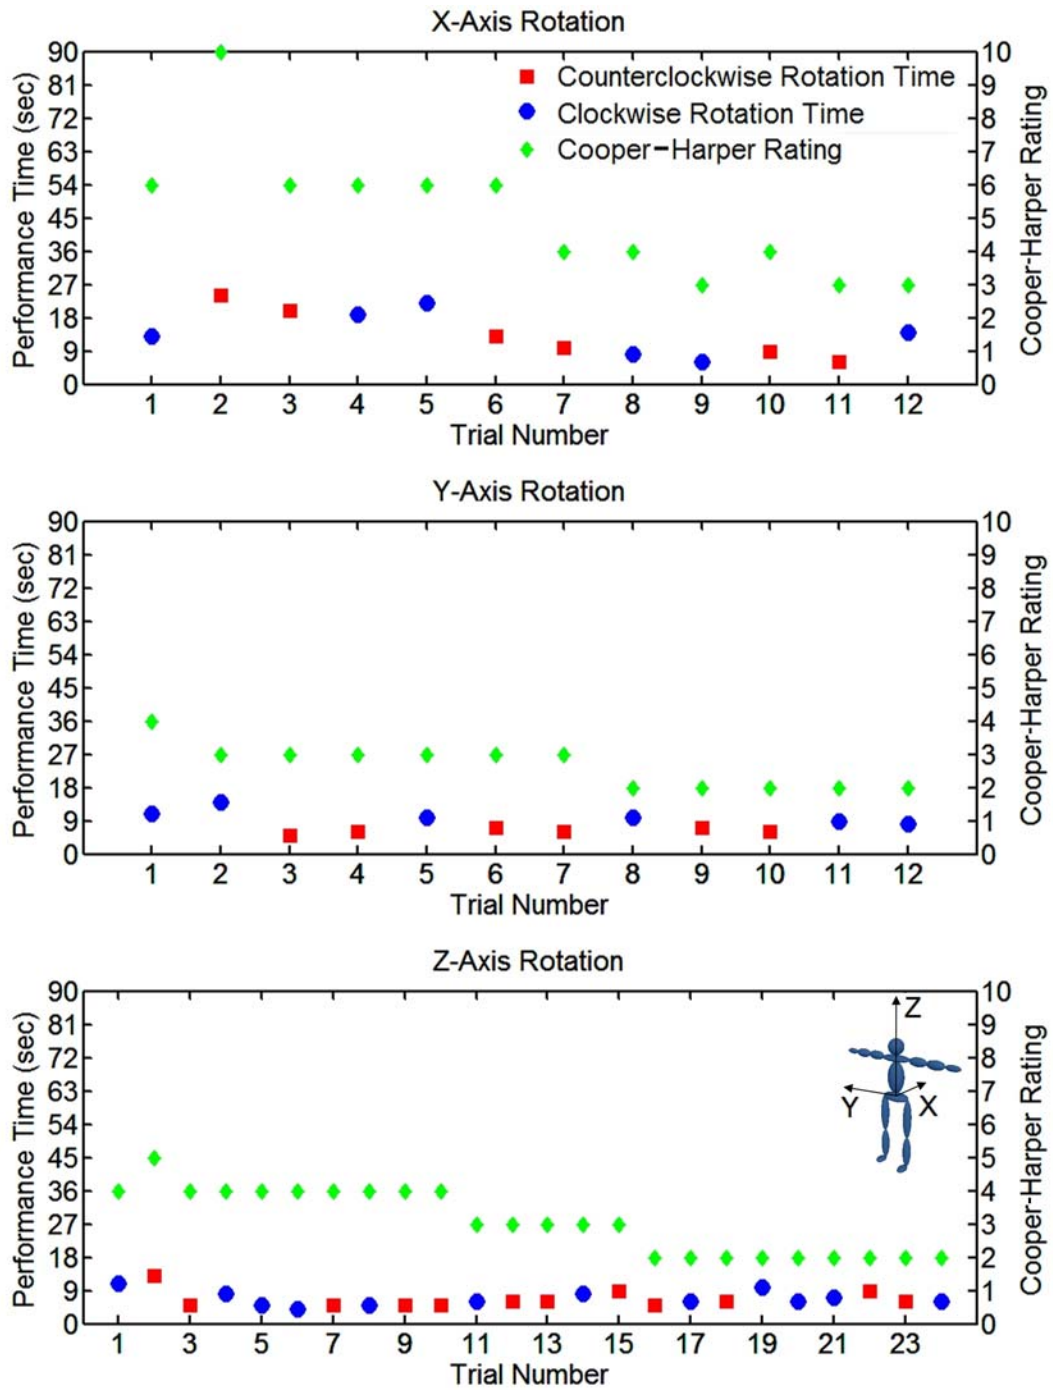 X-Axis Rotation
90 81 72 63 54 45 36 27 18 9 0
Performance Time (sec)
Counterclockwise Rotation Time
Clockwise Rotation Time
Cooper-Harper Rating
10 9 8 7 6 5 4 3 2 1 0
Cooper-Harper Rating
1 2 3 4 5 6 7 8 9 10 11 12
Trial Number
Y-Axis Rotation
90 81 72 63 54 45 36 27 18 9 0
Performance Time (sec)
10 9 8 7 6 5 4 3 2 1 0
Cooper-Harper Rating
1 2 3 4 5 6 7 8 9 10 11 12
Trial Number
Z-Axis Rotation
90 81 72 63 54 45 36 27 18 9 0
Performance Time (sec)
Z
Y X
10 9 8 7 6 5 4 3 2 1 0
Cooper-Harper Rating
1 3 5 7 9 11 13 15 17 19 21 23
Trial Number